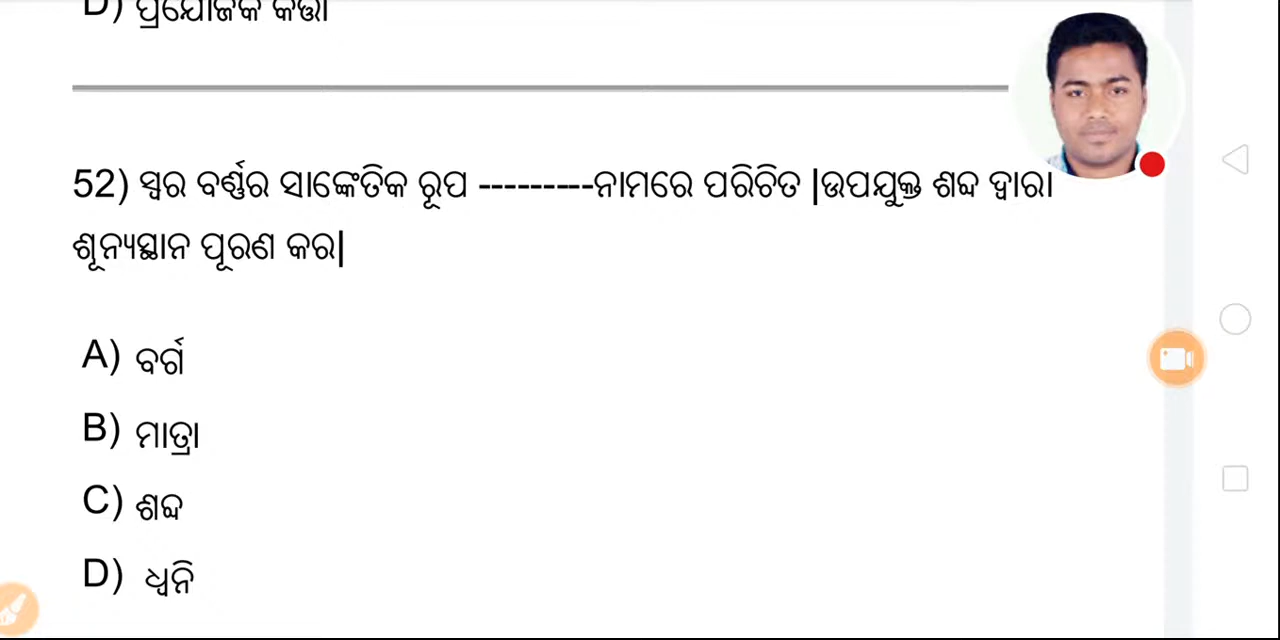 D) ପ୍ରଯୋଜକ କର୍ତ୍ତା
52) ସ୍ୱର ବର୍ଣ୍ଣର ସାଙ୍କେତିକ ରୂପ ---------ନାମରେ ପରିଚିତ |ଉପଯୁକ୍ତ ଶବ୍ଦ ଦ୍ୱାରା
ଶୂନ୍ୟସ୍ଥାନ ପୂରଣ କର|
A) ବର୍ଗ
B) ମାତ୍ରା
C) ଶବ୍ଦ
D) ଧ୍ୱନି